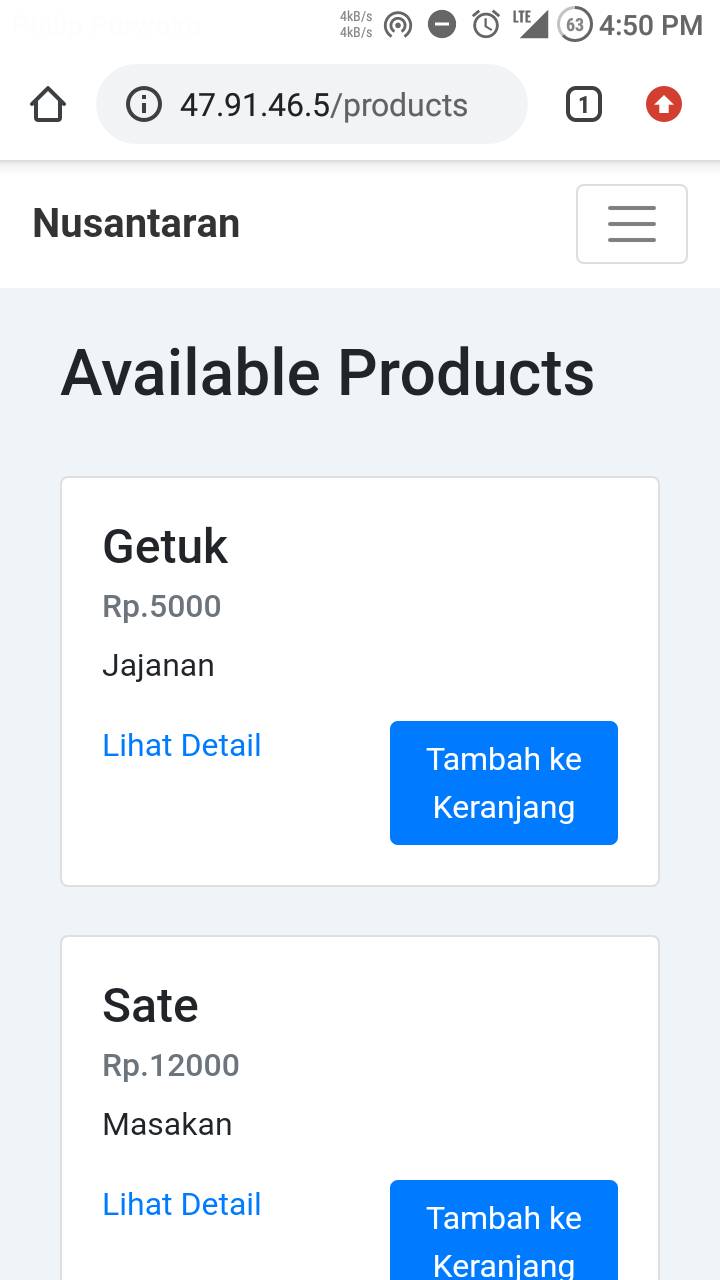 Philip Purwoko
4kB/s
4kB/s
LTE
63
4:50 PM
47.91.46.5/products
1
Nusantaran
Available Products
Getuk
Rp.5000
Jajanan
Lihat Detail
Tambah ke
Keranjang
Sate
Rp.12000
Masakan
Lihat Detail
Tambah ke
Keranjang